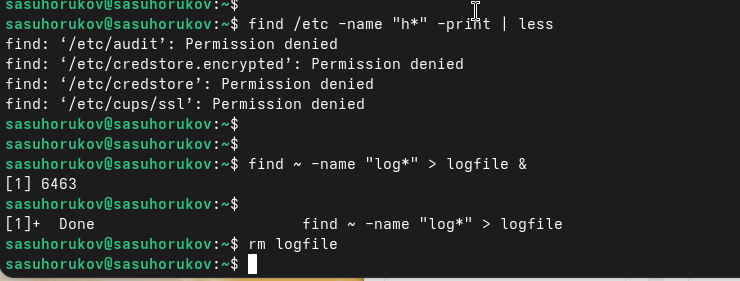 sasuhorukov@sasuhorukov:~$
sasuhorukov@sasuhorukov:~$ find /etc -name "h*" -print | less
find: ‘/etc/audit’: Permission denied
find: ‘/etc/credstore.encrypted’: Permission denied
find: ‘/etc/credstore’: Permission denied
find: ‘/etc/cups/ssl’: Permission denied
sasuhorukov@sasuhorukov:~$
sasuhorukov@sasuhorukov:~$
sasuhorukov@sasuhorukov:~$ find ~ -name "log*" > logfile &
[1] 6463
sasuhorukov@sasuhorukov:~$
[1]+  Done                    find ~ -name "log*" > logfile
sasuhorukov@sasuhorukov:~$ rm logfile
sasuhorukov@sasuhorukov:~$